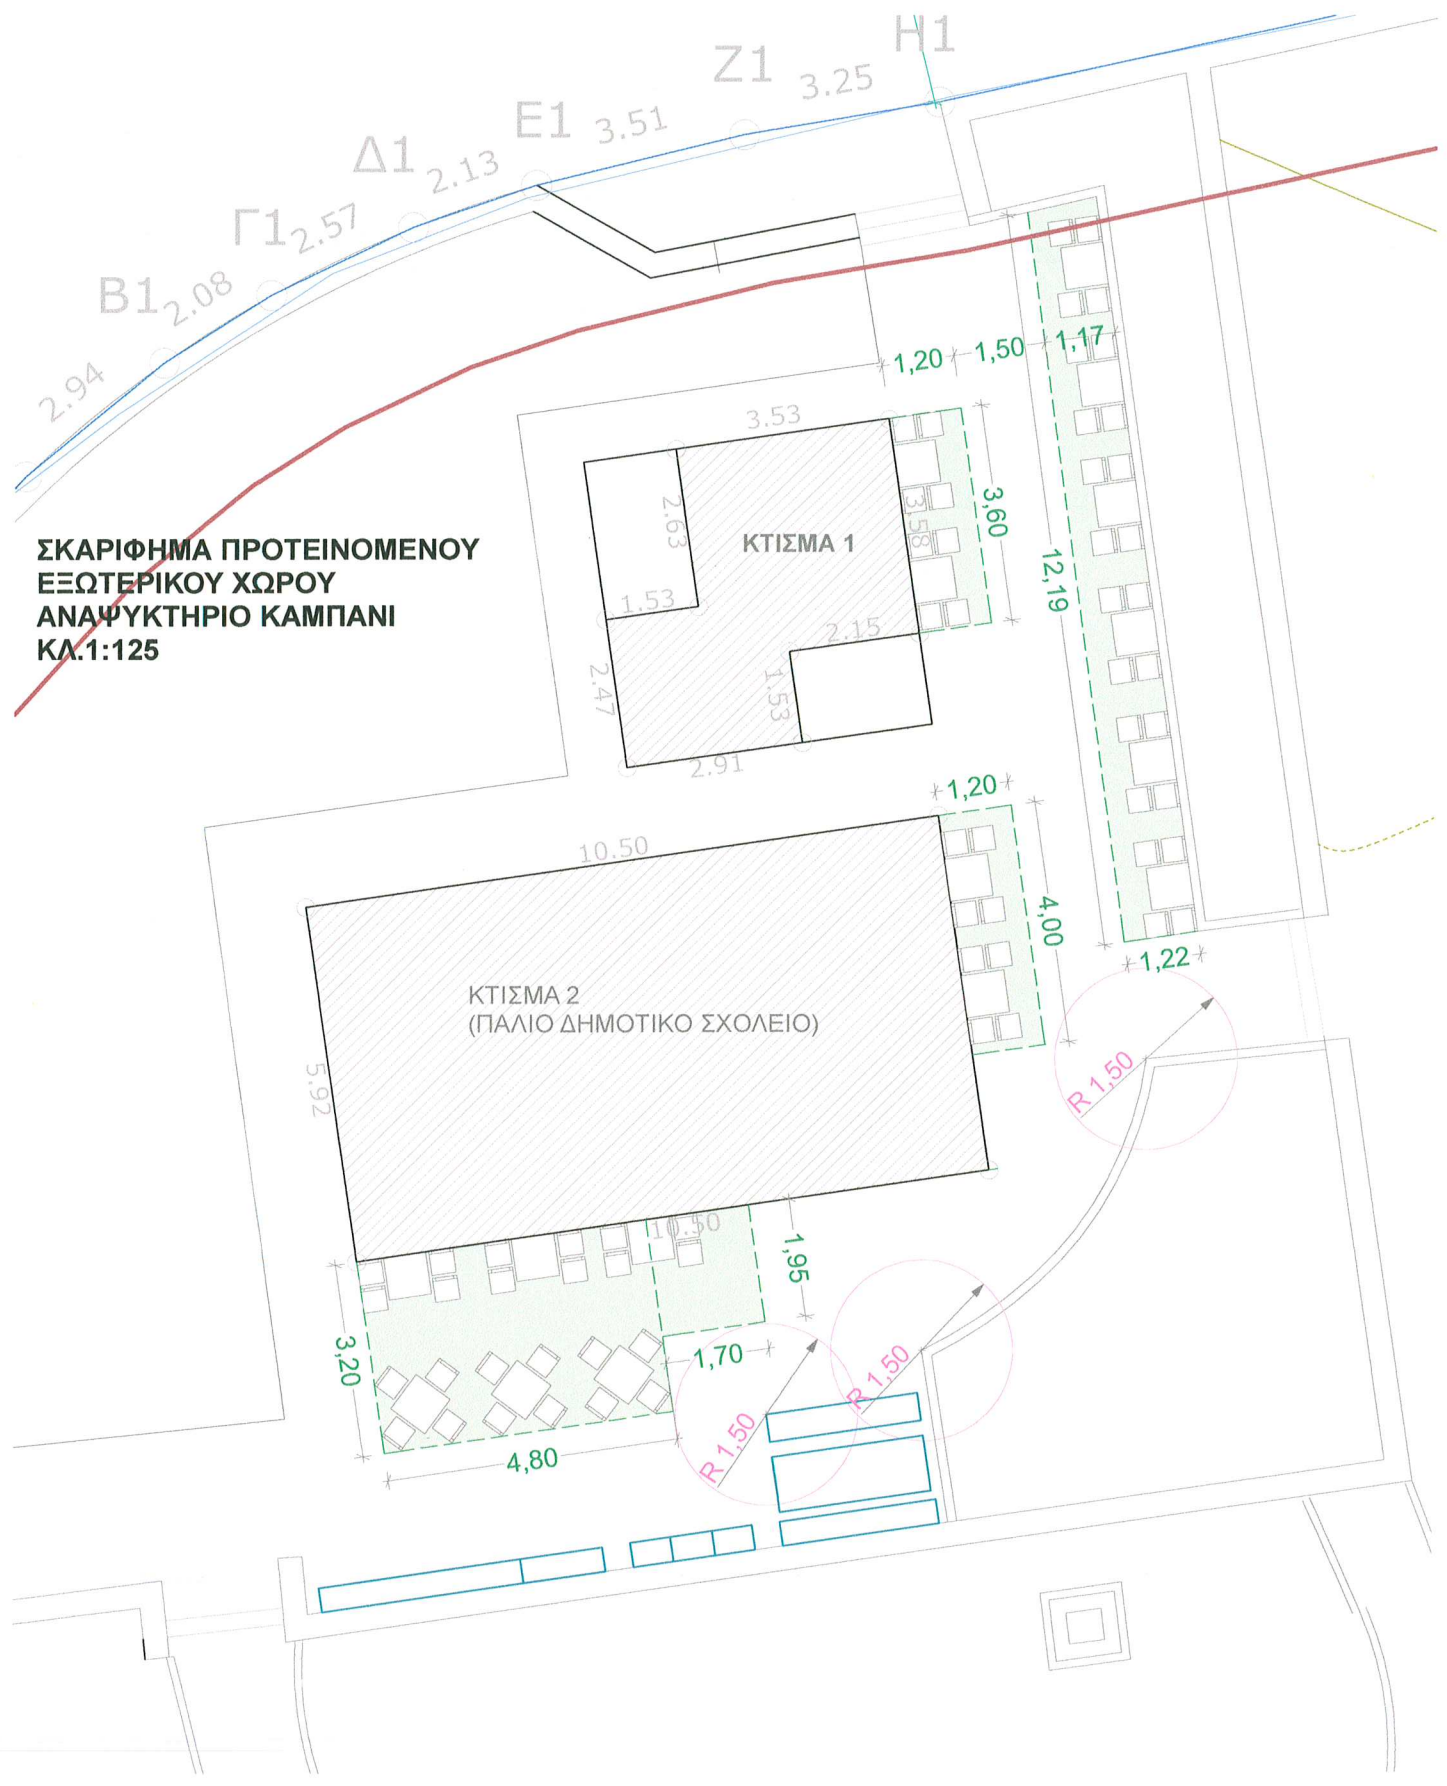 Η1
Ζ1
3.25
Ε1
3.51
Δ1
2.13
Γ1
2.57
Β1
2.08
2.94
1,20
1,50
1,17
3.53
2.63
ΚΤΙΣΜΑ 1
3.58
3,60
12,19
ΣΚΑΡΙΦΗΜΑ ΠΡΟΤΕΙΝΟΜΕΝΟΥ
ΕΞΩΤΕΡΙΚΟΥ ΧΩΡΟΥ
ΑΝΑΨΥΚΤΗΡΙΟ ΚΑΜΠΑΝΙ
ΚΛ.1:125
1.53
2.15
2.47
1.53
2.91
1,20
10.50
4,00
1,22
ΚΤΙΣΜΑ 2
(ΠΑΛΙΟ ΔΗΜΟΤΙΚΟ ΣΧΟΛΕΙΟ)
5.92
R 1,50
10.50
1,95
3,20
1,70
R 1,50
R 1,50
4,80